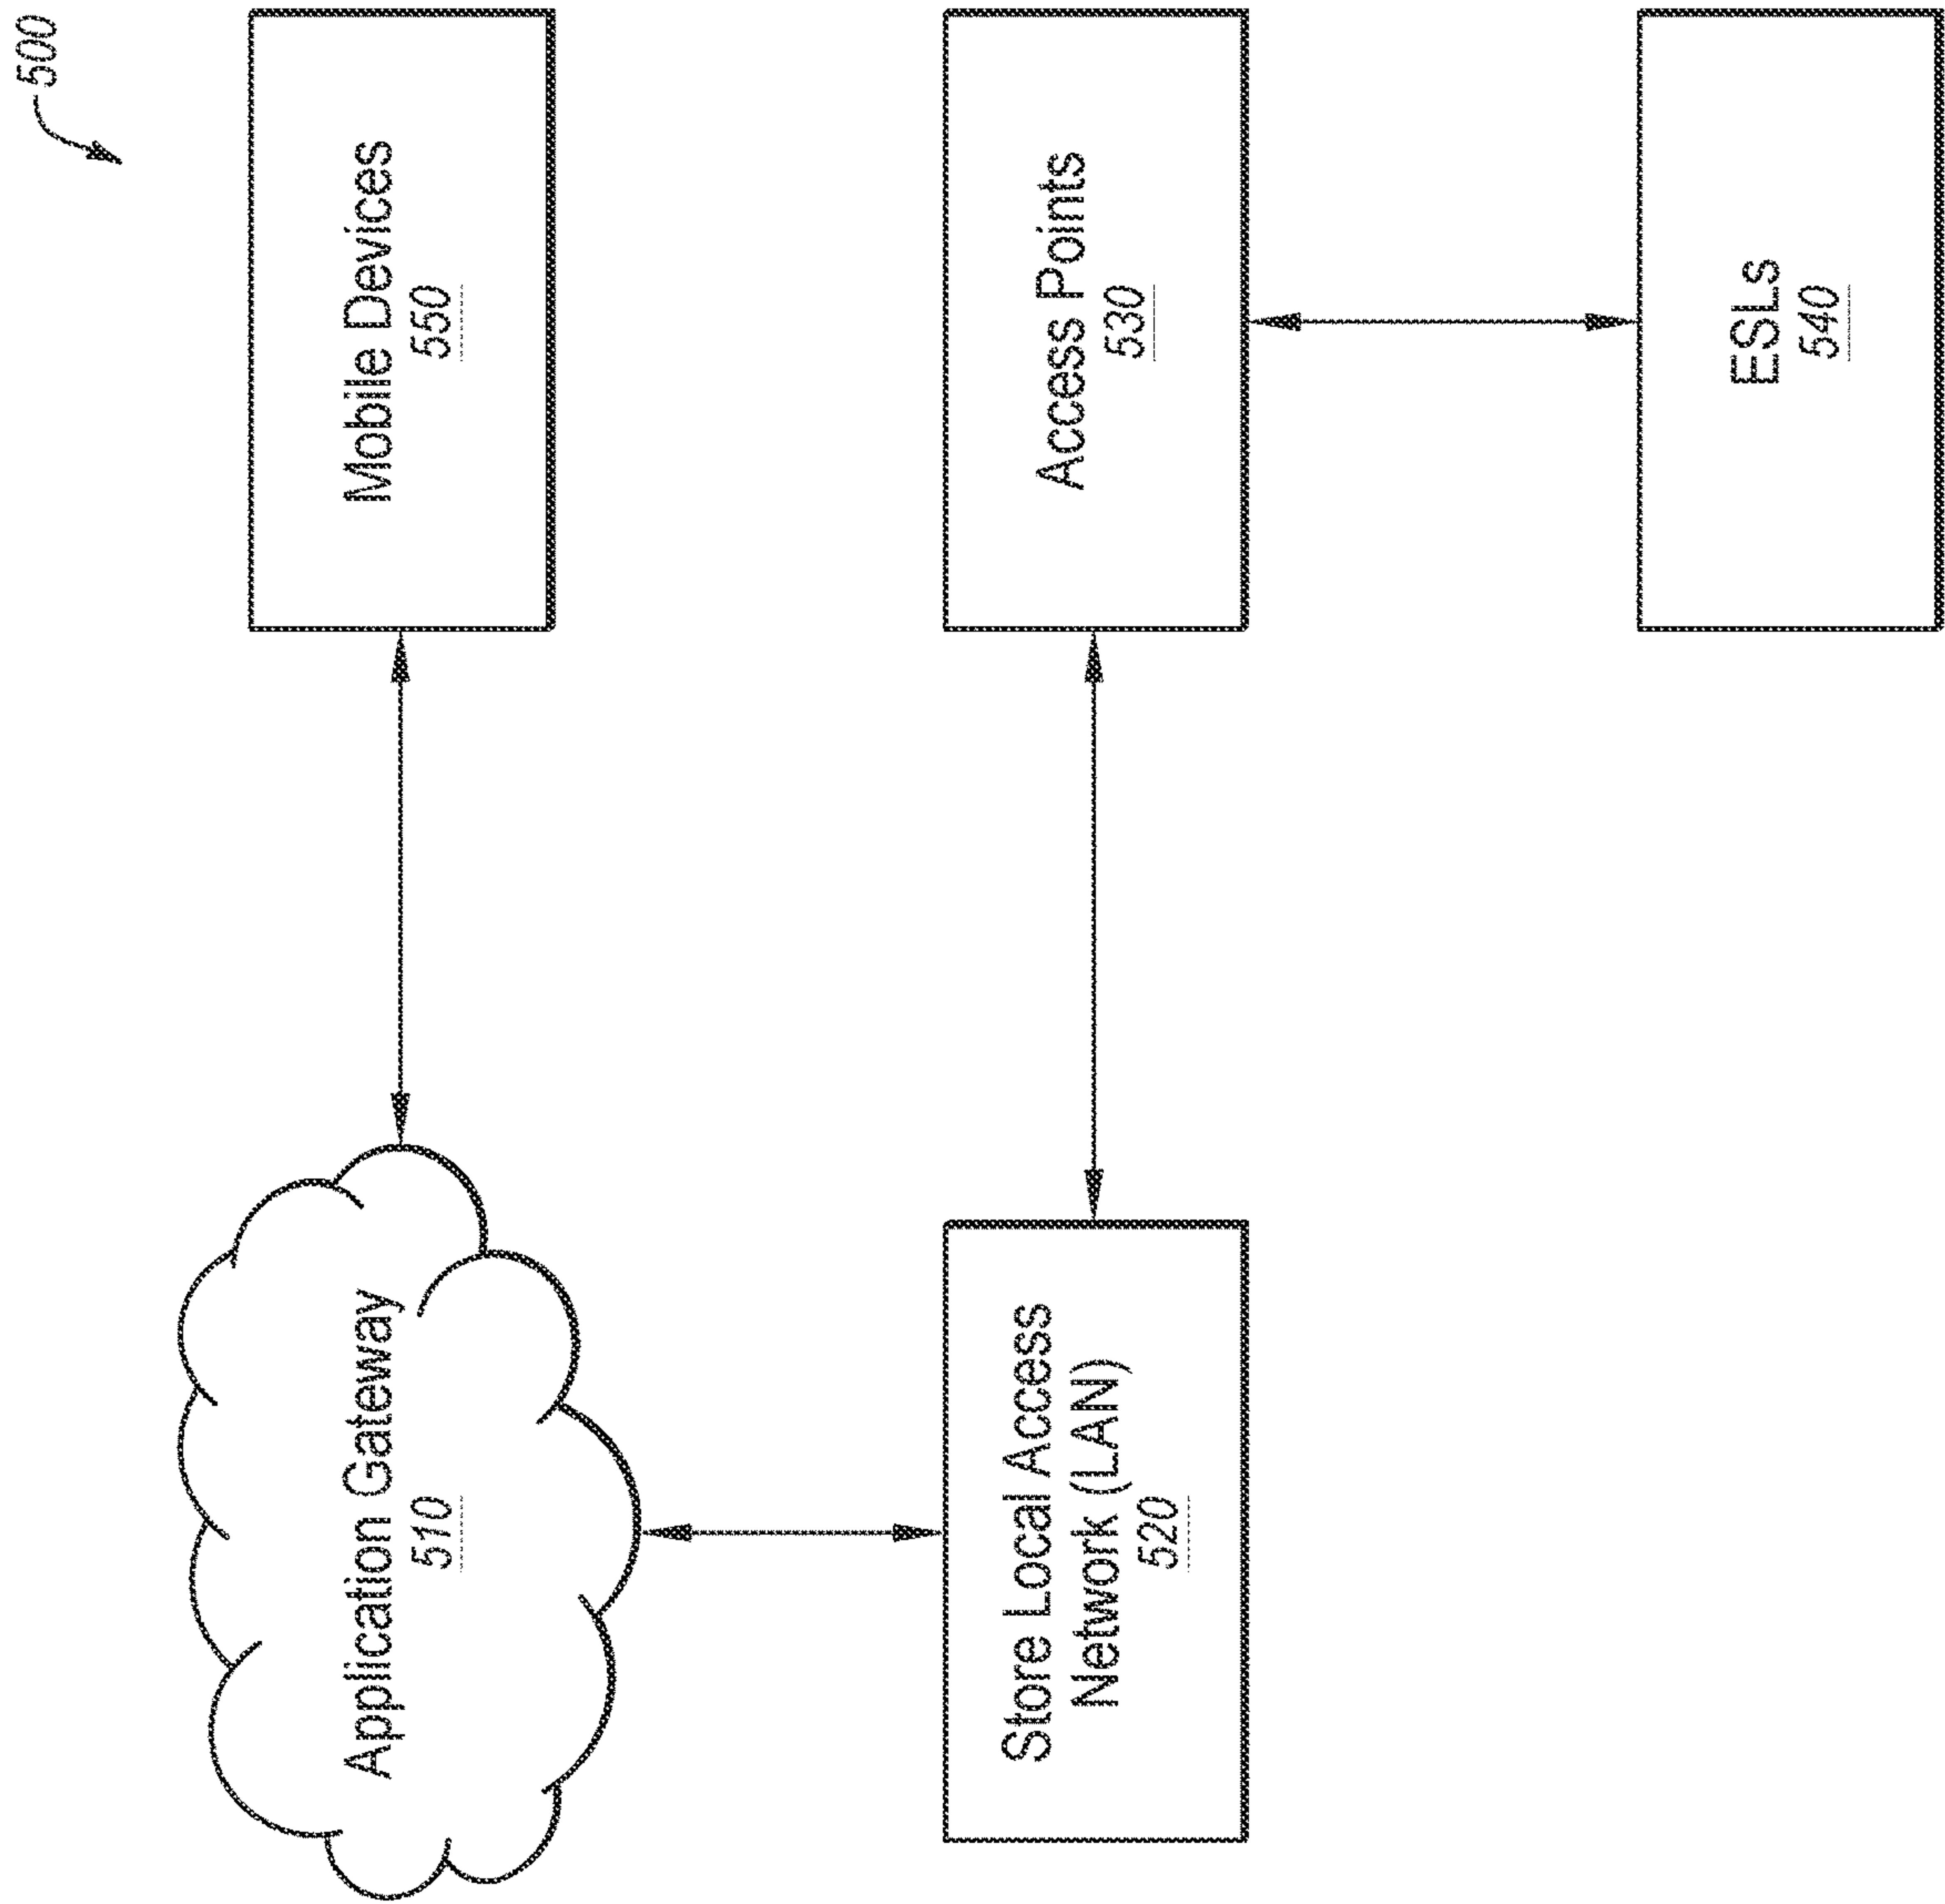 500
Application Gateway
510
Mobile Devices
550
Store Local Access
Network (LAN)
520
Access Points
530
ESLs
540